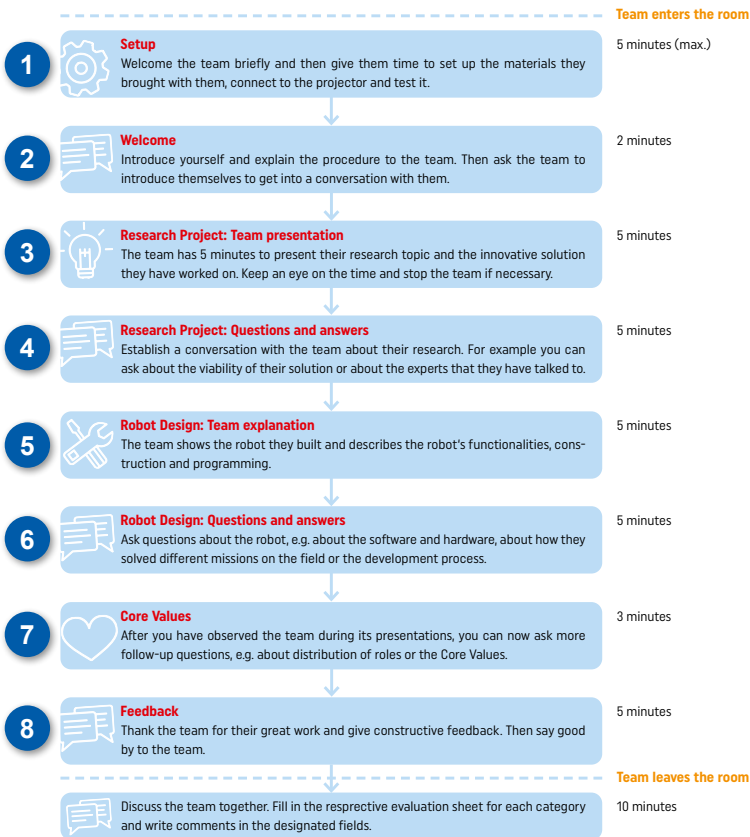 Team enters the room
1
Setup
5 minutes (max.)
Welcome the team briefly and then give them time to set up the materials they
brought with them, connect to the projector and test it.
2
Welcome
2 minutes
Introduce yourself and explain the procedure to the team. Then ask the team to
introduce themselves to get into a conversation with them.
3
Research Project: Team presentation
5 minutes
The team has 5 minutes to present their research topic and the innovative solution
they have worked on. Keep an eye on the time and stop the team if necessary.
4
Research Project: Questions and answers
5 minutes
Establish a conversation with the team about their research. For example you can
ask about the viability of their solution or about the experts that they have talked to.
5
Robot Design: Team explanation
5 minutes
The team shows the robot they built and describes the robot's functionalities, cons-
truction and programming.
6
Robot Design: Questions and answers
5 minutes
Ask questions about the robot, e.g. about the software and hardware, about how they
solved different missions on the field or the development process.
7
Core Values
3 minutes
After you have observed the team during its presentations, you can now ask more
follow-up questions, e.g. about distribution of roles or the Core Values.
8
Feedback
5 minutes
Thank the team for their great work and give constructive feedback. Then say good
by to the team.
Team leaves the room
Discuss the team together. Fill in the resprective evaluation sheet for each category
10 minutes
and write comments in the designated fields.